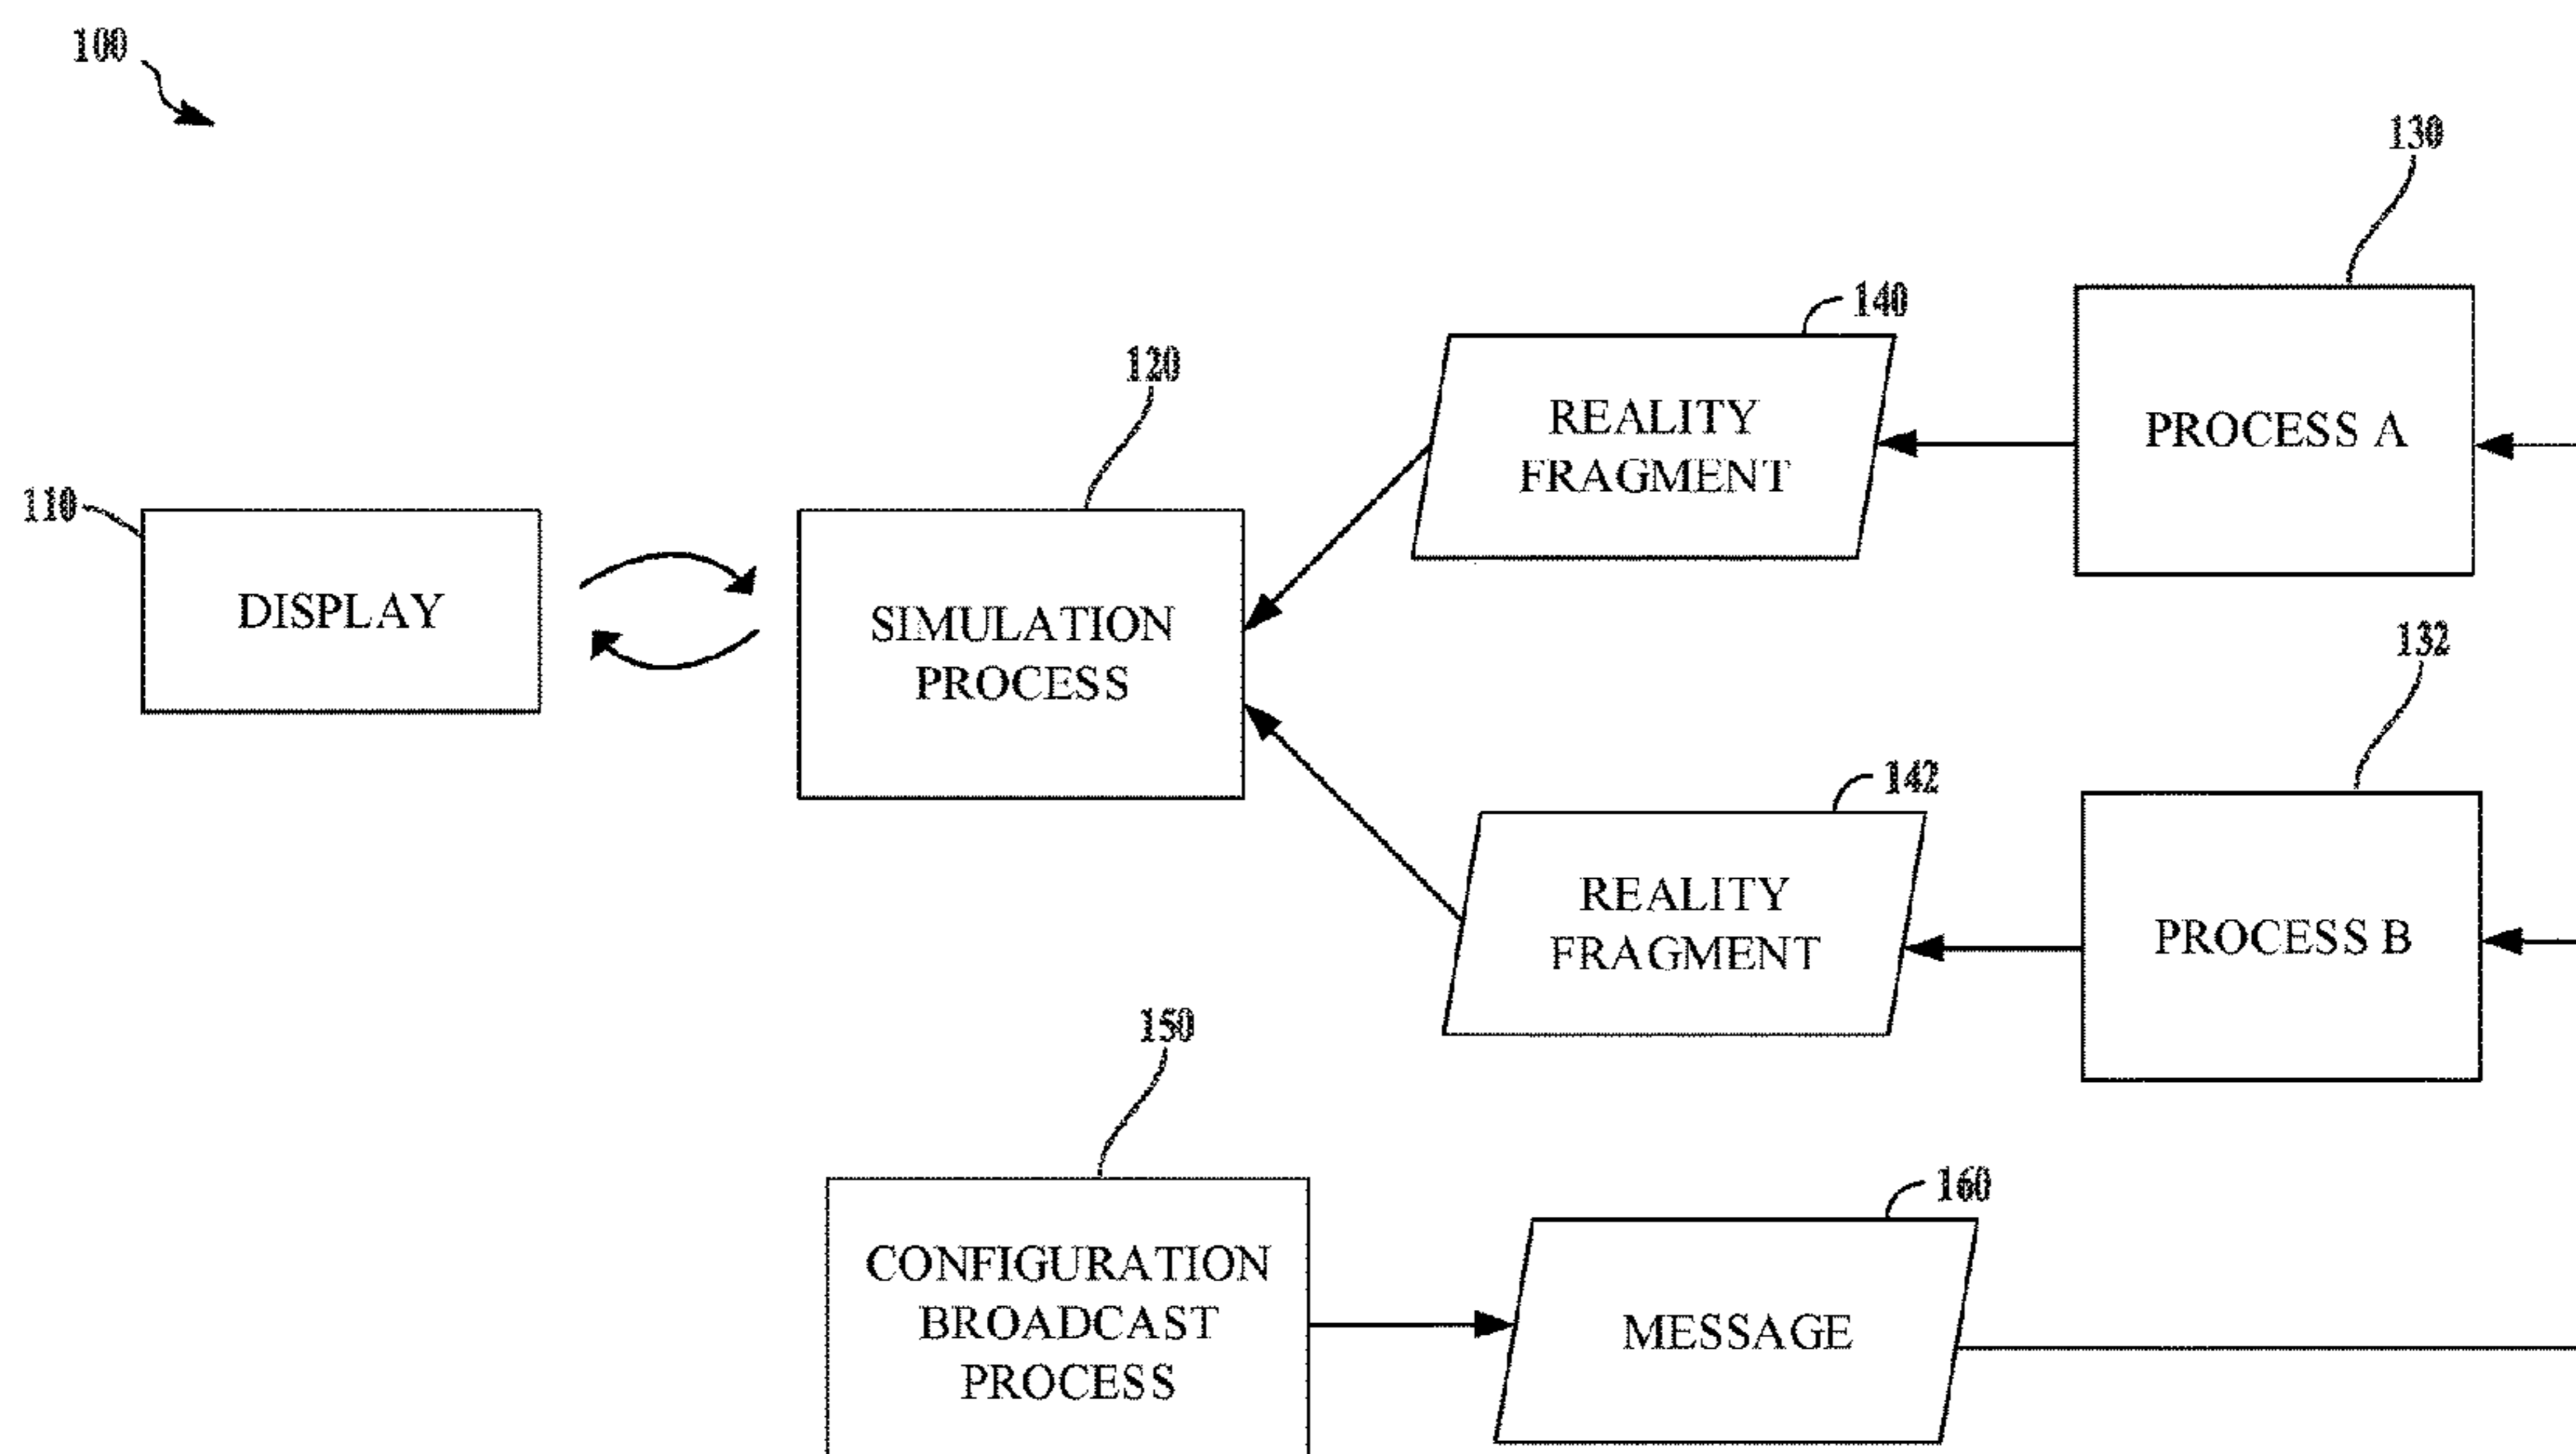 100
130
140
120
REALITY
FRAGMENT
PROCESS A
110
DISPLAY
SIMULATION
PROCESS
132
142
REALITY
FRAGMENT
PROCESS B
150
160
CONFIGURATION
BROADCAST
PROCESS
MESSAGE